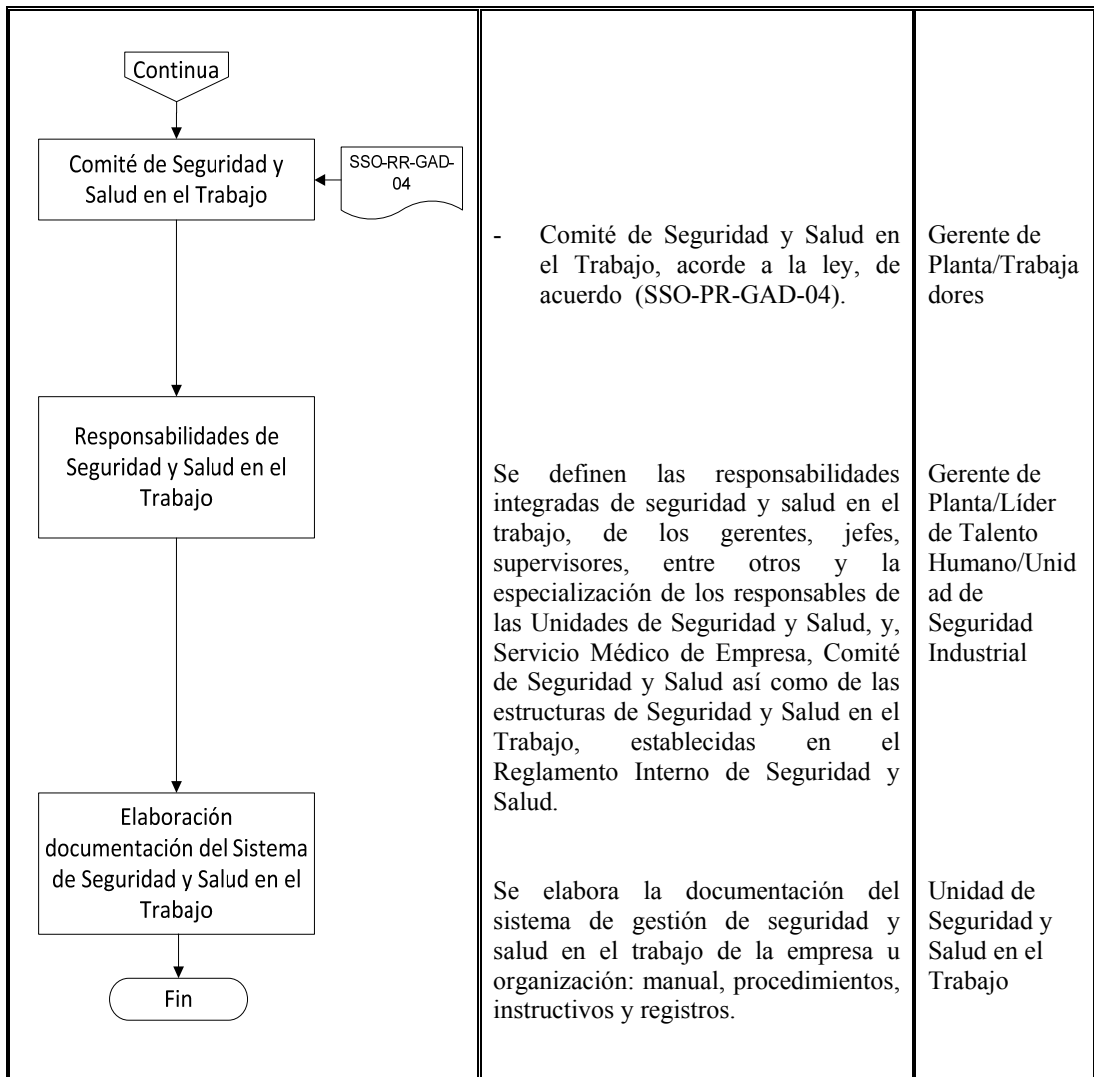 Continua
Comité de Seguridad y
Salud en el Trabajo
SSO-RR-GAD-
04
- Comité de Seguridad y Salud en
el Trabajo, acorde a la ley, de
acuerdo (SSO-PR-GAD-04).
Gerente de
Planta/Trabaja
dores
Responsabilidades de
Seguridad y Salud en el
Trabajo
Se definen las responsabilidades
integradas de seguridad y salud en el
trabajo, de los gerentes, jefes,
supervisores, entre otros y la
especialización de los responsables de
las Unidades de Seguridad y Salud, y,
Servicio Médico de Empresa, Comité
de Seguridad y Salud así como de las
estructuras de Seguridad y Salud en el
Trabajo, establecidas en el
Reglamento Interno de Seguridad y
Salud.
Gerente de
Planta/Líder
de Talento
Humano/Unid
ad de
Seguridad
Industrial
Elaboración
documentación del Sistema
de Seguridad y Salud en el
Trabajo
Se elabora la documentación del
sistema de gestión de seguridad y
salud en el trabajo de la empresa u
organización: manual, procedimientos,
instructivos y registros.
Unidad de
Seguridad y
Salud en el
Trabajo
Fin